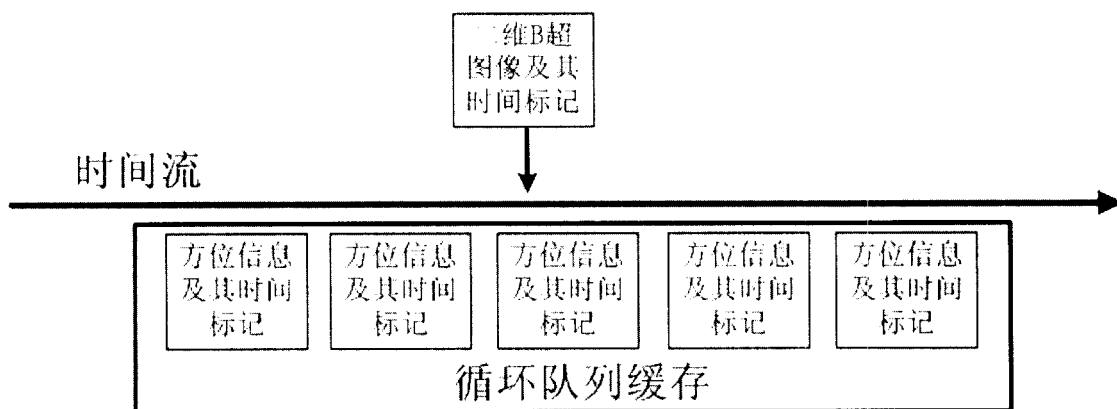 二维B超
图像及其
时间标记
时间流
方位信息
及其时间
标记
方位信息
及其时间
标记
方位信息
及其时间
标记
方位信息
及其时间
标记
方位信息
及其时间
标记
循环队列缓存